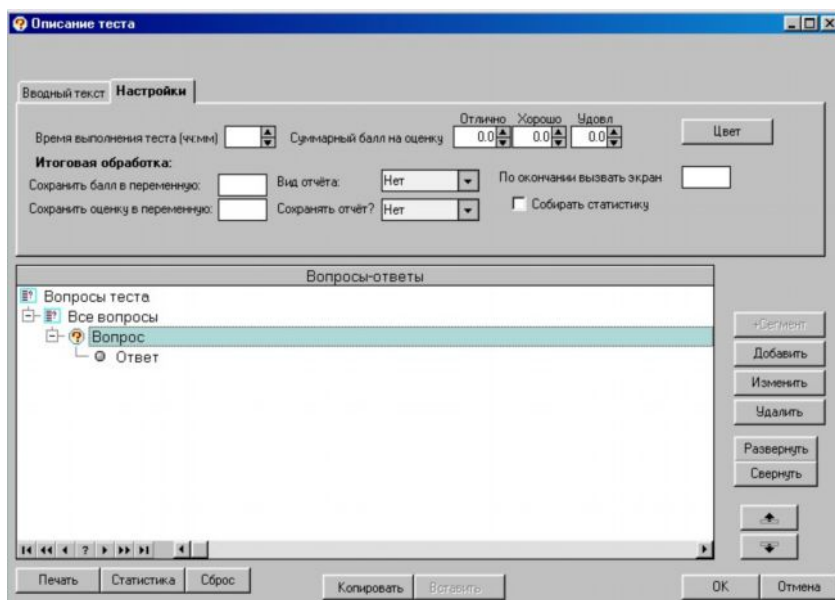 Описание теста
Вводный текст Настройки
Отлично Хорошо Удовл
Время выполнения теста (чч:мм) Суммарный балл на оценку 0.0 0.0 0.0 Цвет
Итоговая обработка:
Сохранить балл в переменную: Вид отчёта: Нет По окончании вызвать экран
Сохранить оценку в переменную: Сохранять отчёт? Нет Собирать статистику
Вопросы-ответы
Вопросы теста
Все вопросы
Вопрос
Ответ
+Сегмент
Добавить
Изменить
Удалить
Развернуть
Свернуть
Печать Статистика Сброс Копировать Вставить OK Отмена